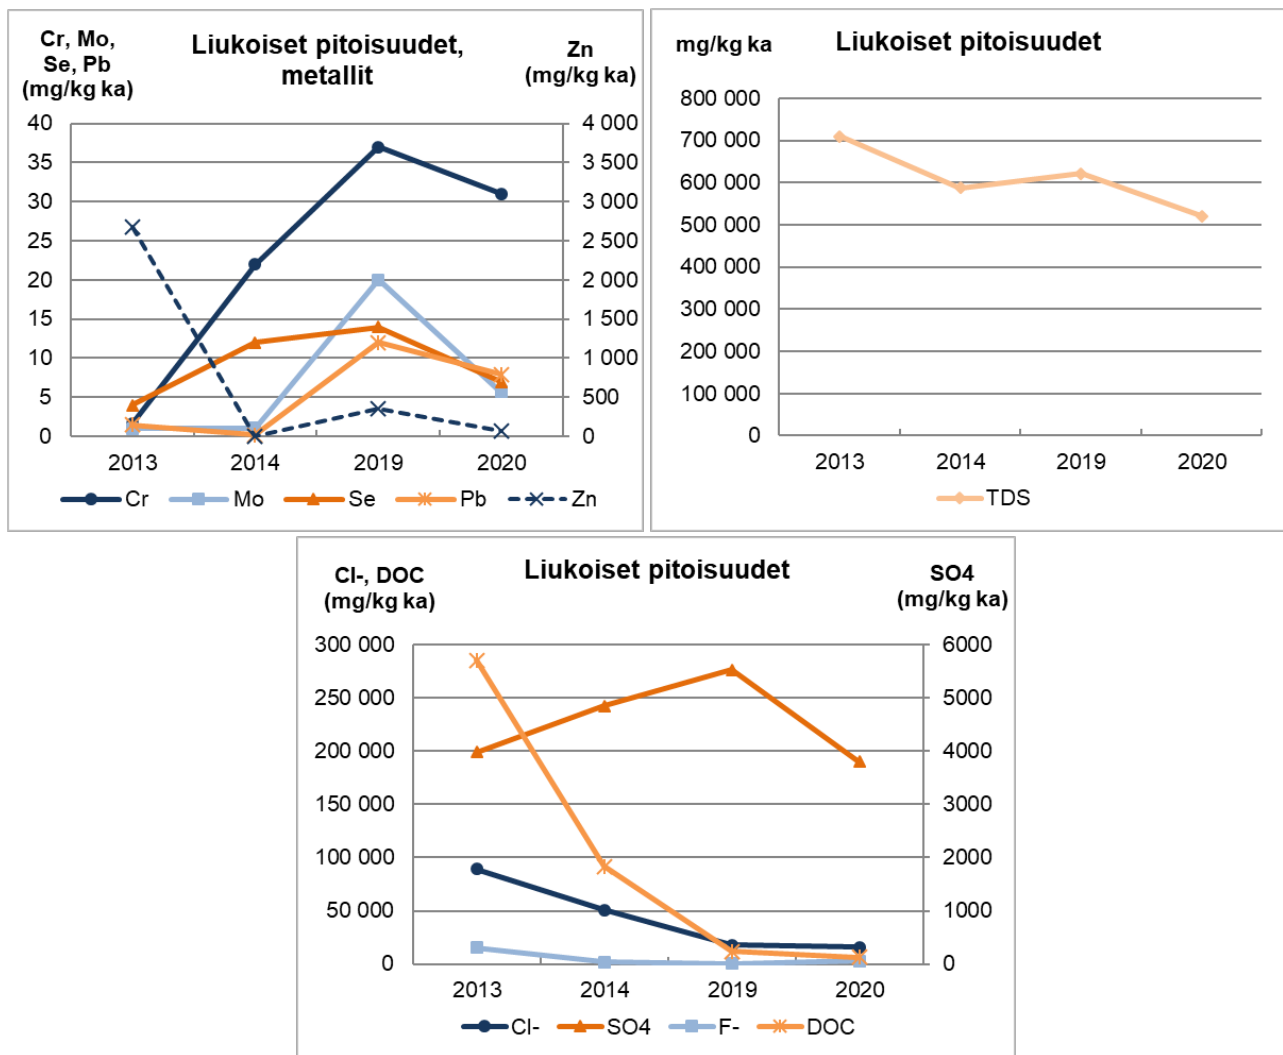 Cr, Mo,
Se, Pb
(mg/kg ka)
Liukoiset pitoisuudet,
metallit
Zn
(mg/kg ka)
40
35
30
25
20
15
10
5
0
4 000
3 500
3 000
2 500
2 000
1 500
1 000
500
0
2013 2014 2019 2020
Cr Mo Se Pb Zn
mg/kg ka
Liukoiset pitoisuudet
800 000
700 000
600 000
500 000
400 000
300 000
200 000
100 000
0
2013 2014 2019 2020
TDS
Cl-, DOC
(mg/kg ka)
Liukoiset pitoisuudet
SO4
(mg/kg ka)
300 000
250 000
200 000
150 000
100 000
50 000
0
6000
5000
4000
3000
2000
1000
0
2013 2014 2019 2020
Cl- SO4 F- DOC